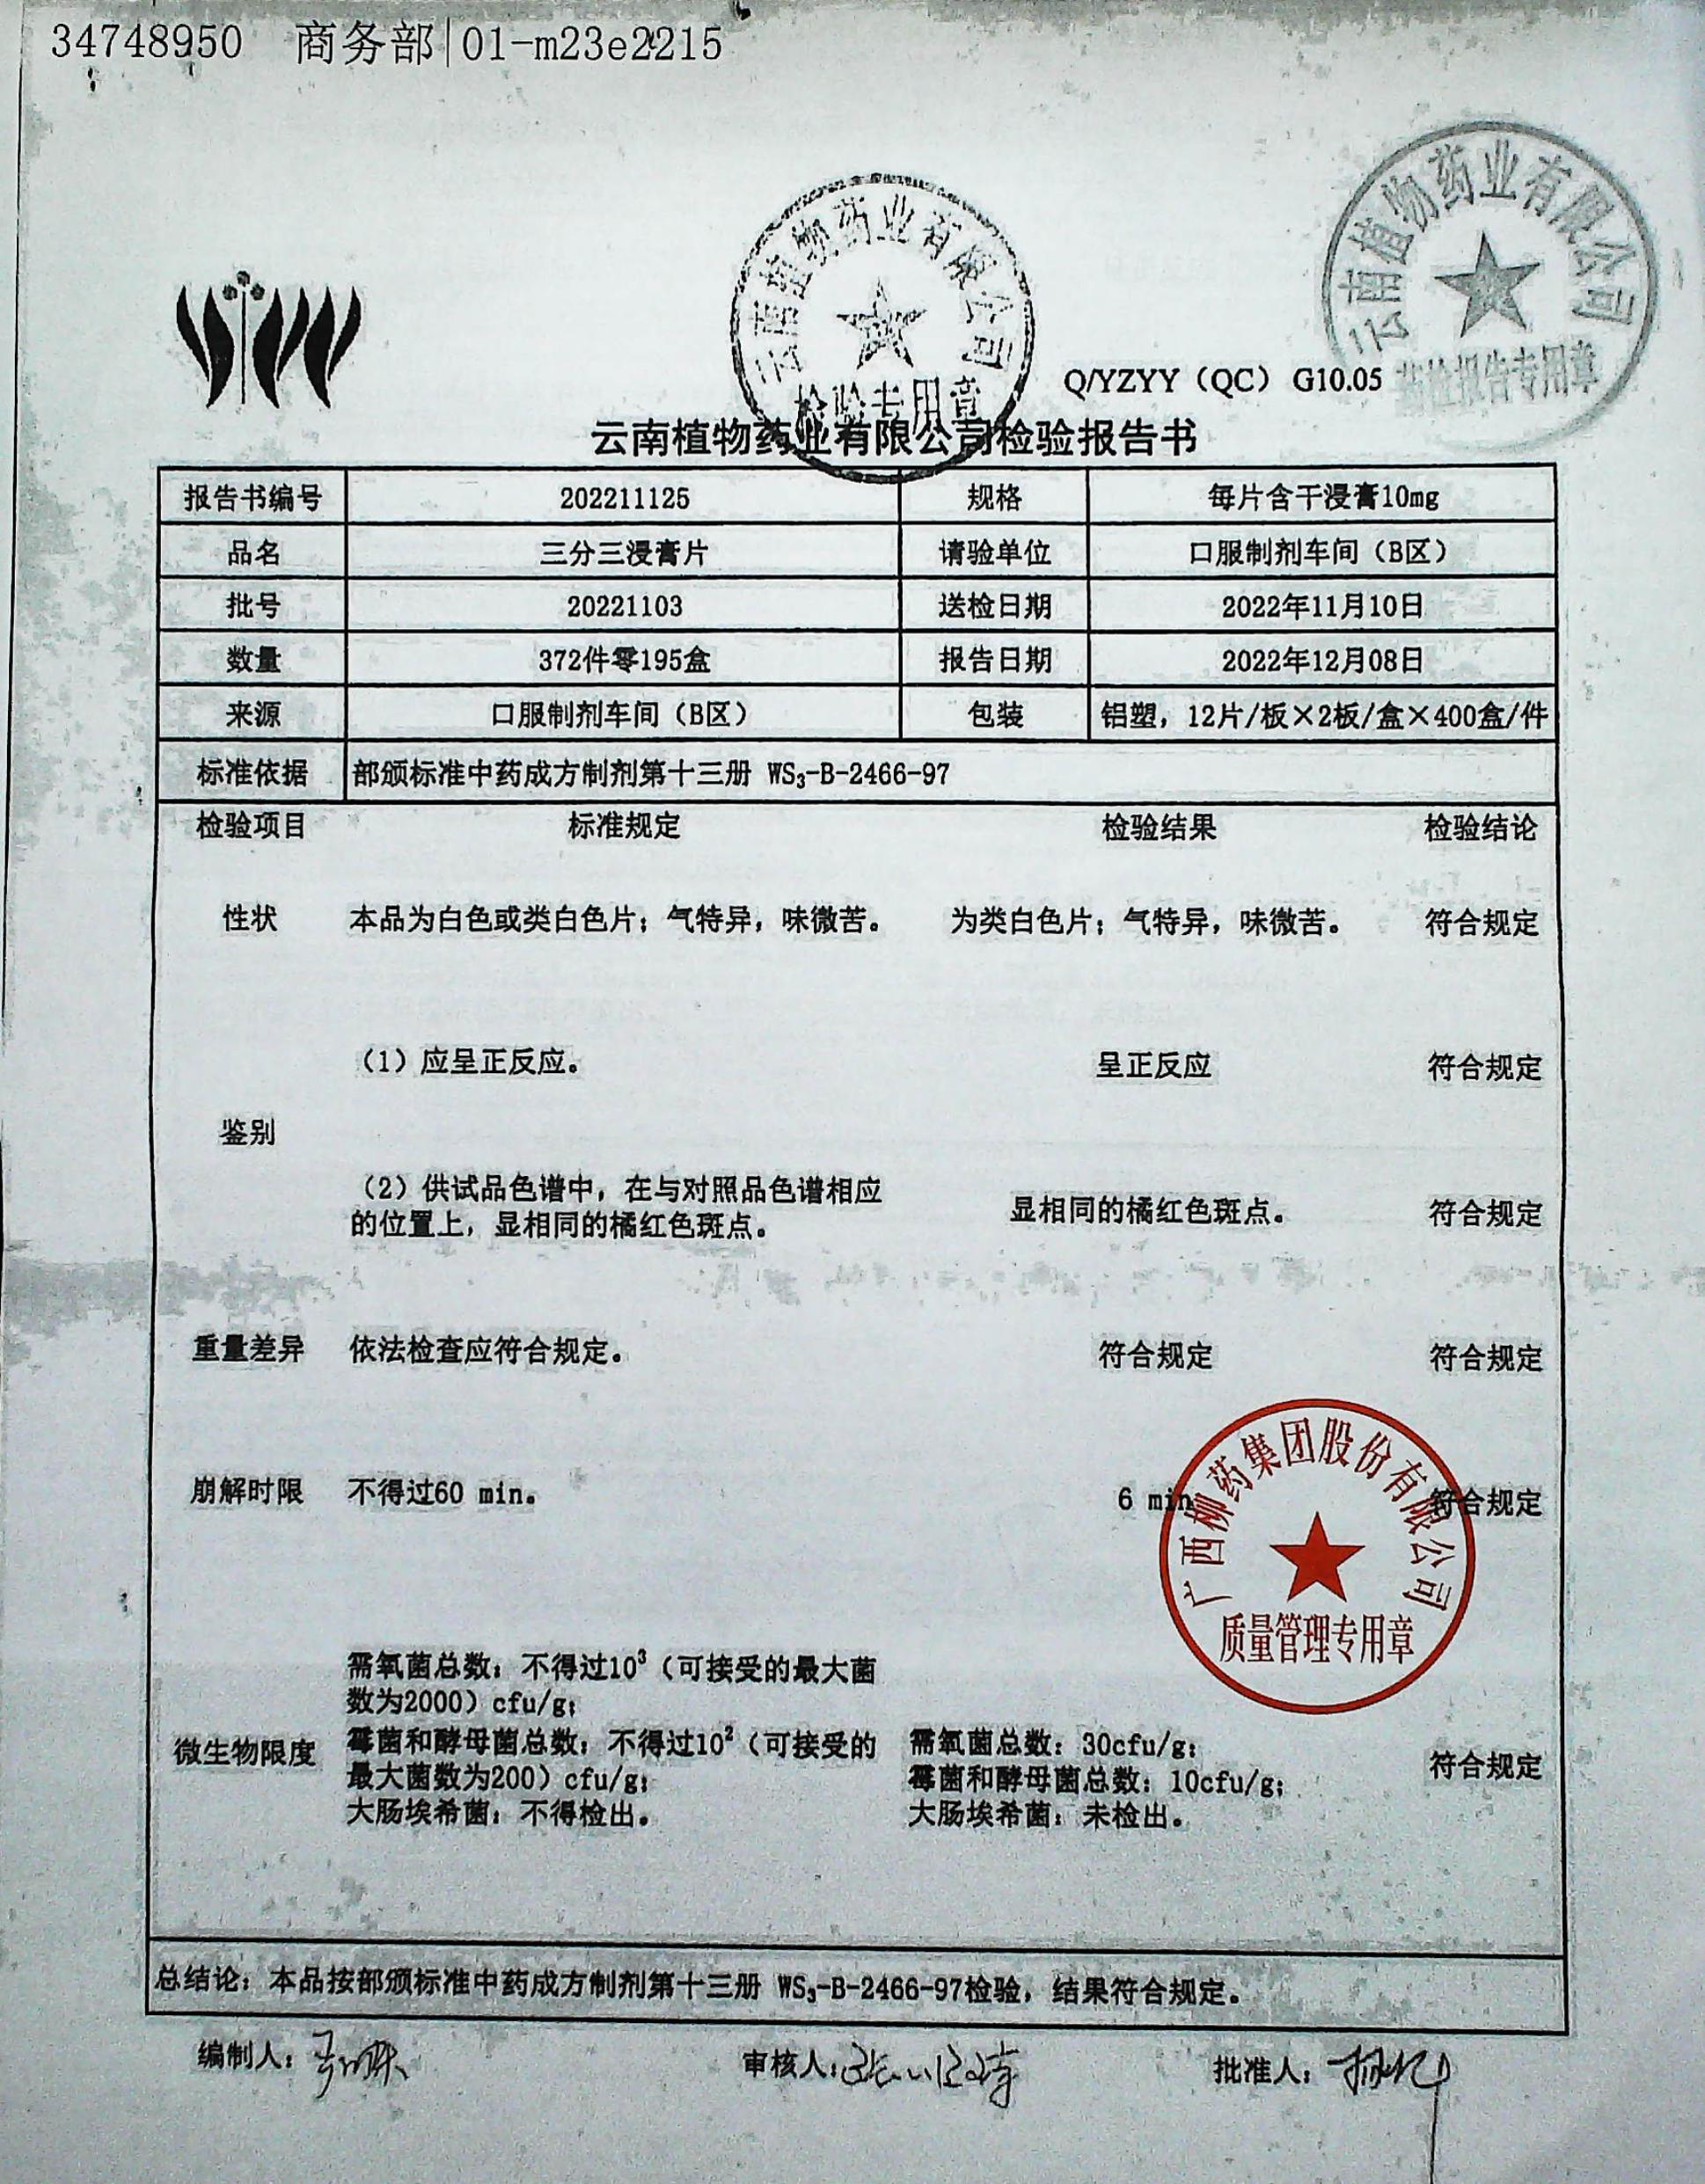 34748950 商务部|01-m23e2215
云南植物药业有限公司
检验专用章
云南植物药业有限公司
药检报告专用章
Q/YZYY（QC）G10.05
云南植物药业有限公司检验报告书
报告书编号 202211125 规格 每片含干浸膏10mg
品名 三分三浸膏片 请验单位 口服制剂车间（B区）
批号 20221103 送检日期 2022年11月10日
数量 372件零195盒 报告日期 2022年12月08日
来源 口服制剂车间（B区） 包装 铝塑，12片/板×2板/盒×400盒/件
标准依据 部颁标准中药成方制剂第十三册 WS₃-B-2466-97
检验项目 标准规定 检验结果 检验结论
性状 本品为白色或类白色片；气特异，味微苦。 为类白色片；气特异，味微苦。 符合规定
（1）应呈正反应。 呈正反应 符合规定
鉴别
（2）供试品色谱中，在与对照品色谱相应
的位置上，显相同的橘红色斑点。 显相同的橘红色斑点。 符合规定
重量差异 依法检查应符合规定。 符合规定 符合规定
崩解时限 不得过60 min。 6 min 符合规定
广西柳药集团股份有限公司
质量管理专用章
需氧菌总数：不得过10³（可接受的最大菌
数为2000）cfu/g；
微生物限度 霉菌和酵母菌总数：不得过10²（可接受的 需氧菌总数：30cfu/g；
最大菌数为200）cfu/g； 霉菌和酵母菌总数：10cfu/g； 符合规定
大肠埃希菌：不得检出。 大肠埃希菌：未检出。
总结论：本品按部颁标准中药成方制剂第十三册 WS₃-B-2466-97检验，结果符合规定。
编制人： 审核人： 批准人：